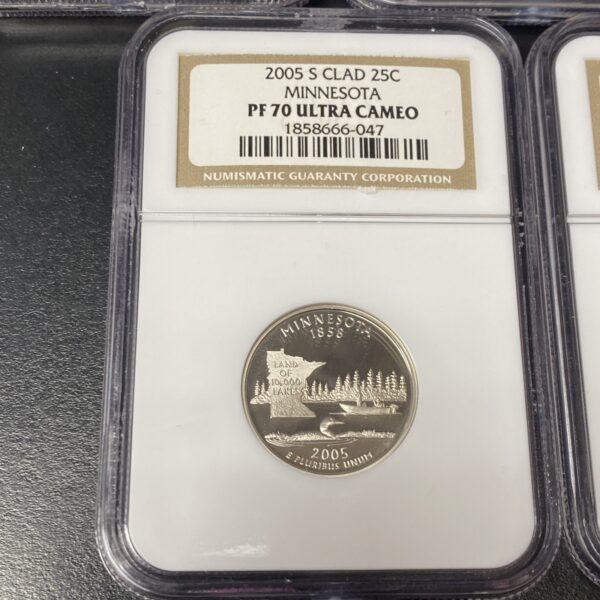 2005 S CLAD 25C
MINNESOTA
PF 70 ULTRA CAMEO
1858666-047
NUMISMATIC GUARANTY CORPORATION
MINNESOTA
1858
LAND
OF
10,000
LAKES
2005
E PLURIBUS UNUM